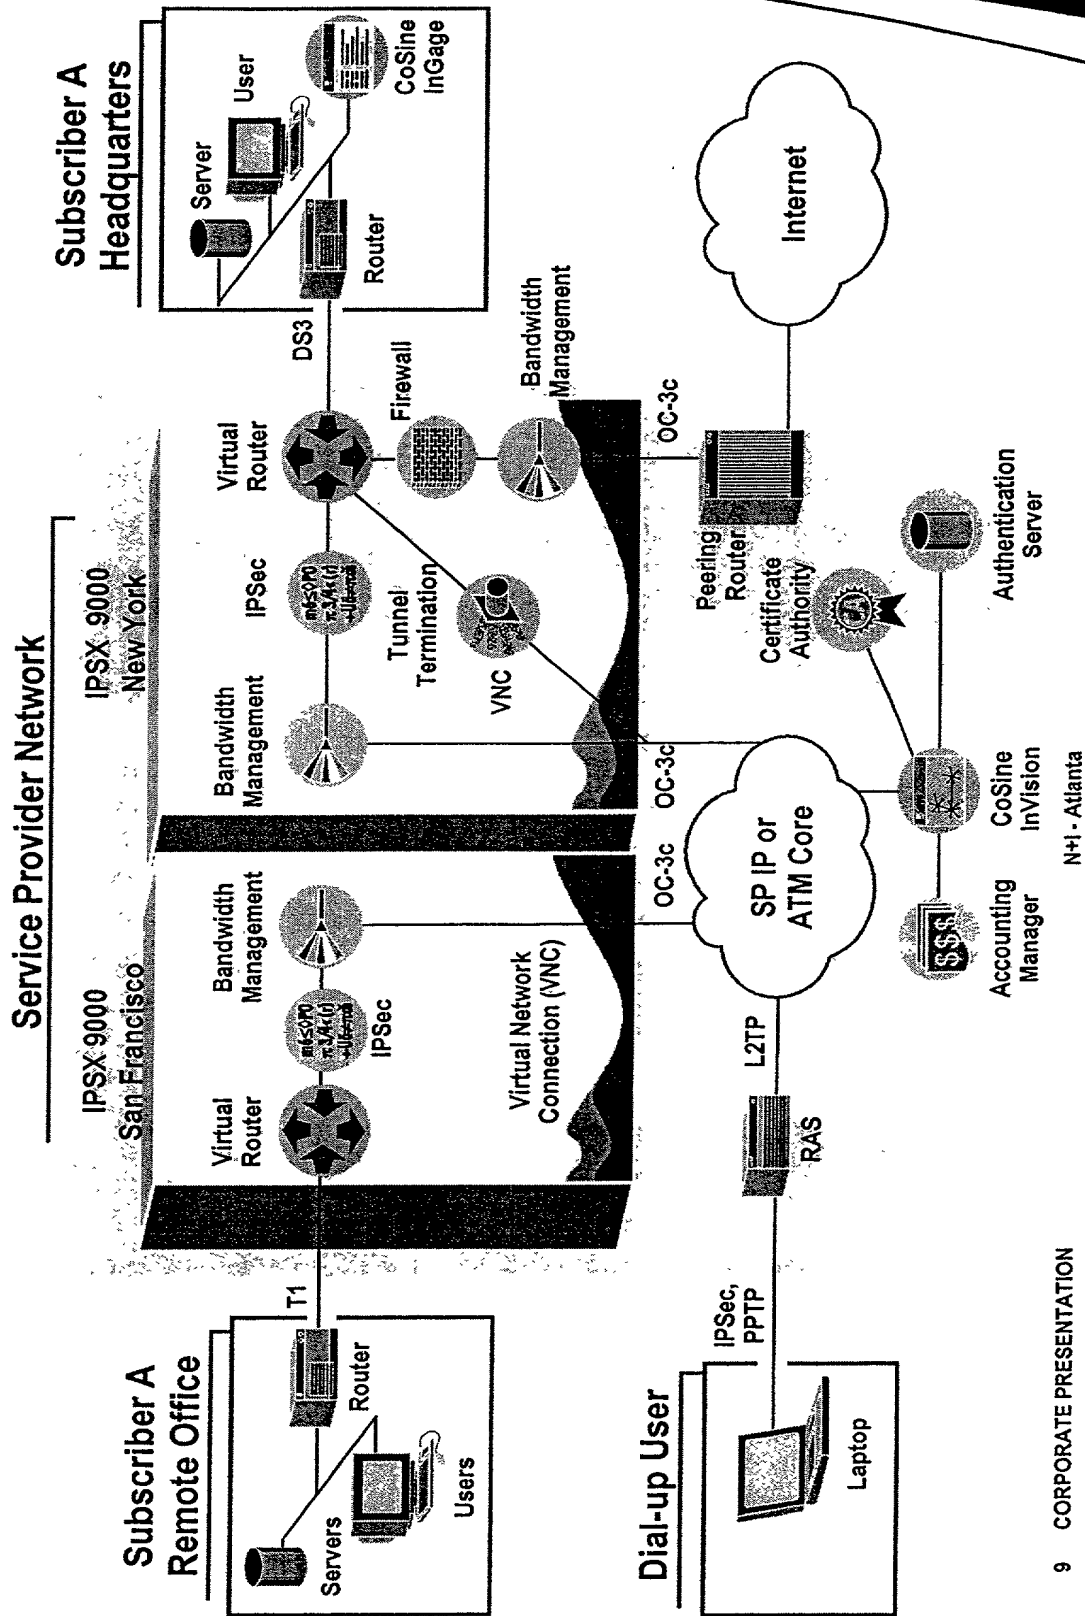 Service Provider Network
Subscriber A
Remote Office
Servers
Users
Router
T1
IPSX 9000
San Francisco
Virtual
Router
IPSec
Bandwidth
Management
Virtual Network
Connection (VNC)
IPSX 9000
New York
Bandwidth
Management
IPSec
Virtual
Router
Tunnel
Termination
VNC
Firewall
Bandwidth
Management
DS3
Subscriber A
Headquarters
Server
User
Router
CoSine
InGage
OC-3c
OC-3c
OC-3c
Dial-up User
Laptop
IPSec,
PPTP
RAS
L2TP
SP IP or
ATM Core
Peering
Router
Internet
Certificate
Authority
Authentication
Server
CoSine
InVision
Accounting
Manager
$$$
9 CORPORATE PRESENTATION
N+I - Atlanta